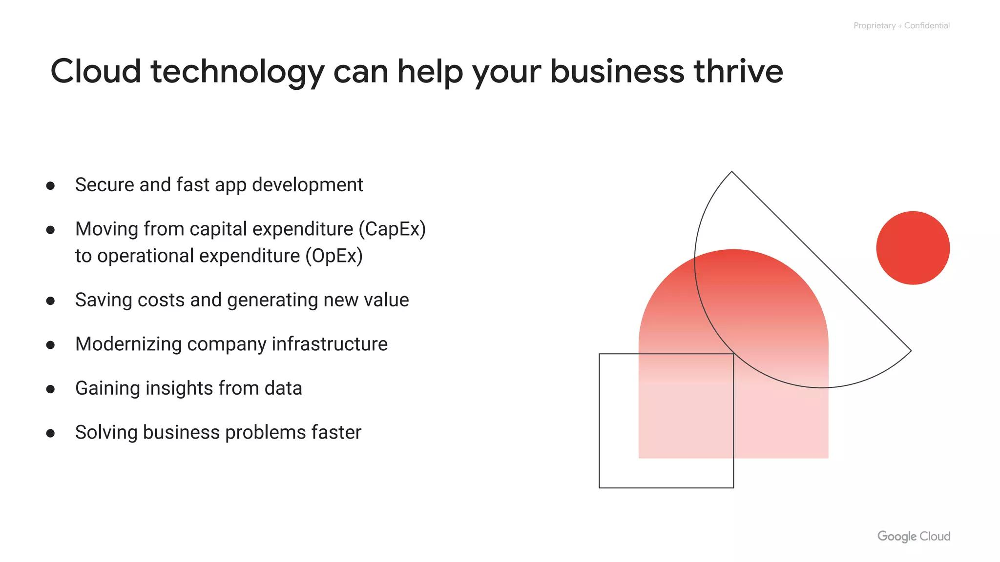 Proprietary + Confidential
Cloud technology can help your business thrive
● Secure and fast app development
● Moving from capital expenditure (CapEx)
to operational expenditure (OpEx)
● Saving costs and generating new value
● Modernizing company infrastructure
● Gaining insights from data
● Solving business problems faster
Google Cloud